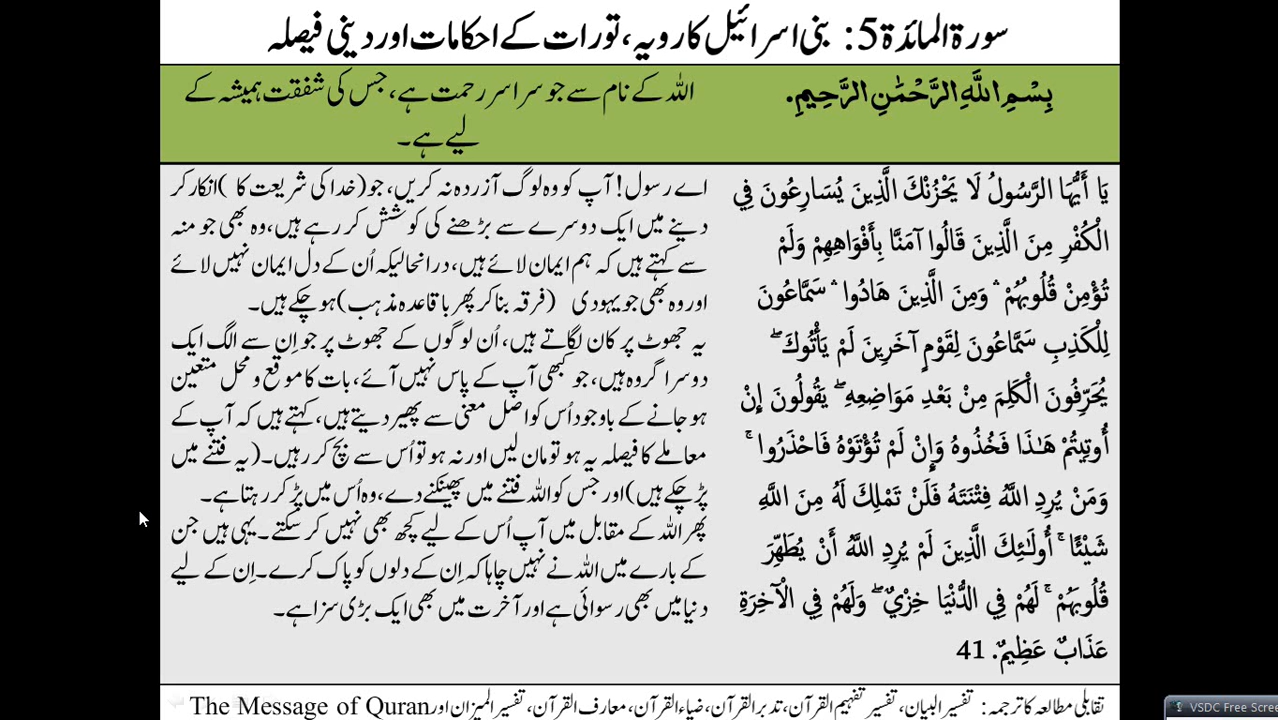 سورۃ المائدۃ 5: بنی اسرائیل کا رویہ، تورات کے احکامات اور دینی فیصلہ
بِسْمِ اللَّهِ الرَّحْمَٰنِ الرَّحِيمِ.
اللہ کے نام سے جو سراسر رحمت ہے، جس کی شفقت ہمیشہ کے
لیے ہے۔
يَا أَيُّهَا الرَّسُولُ لَا يَحْزُنْكَ الَّذِينَ يُسَارِعُونَ فِي
الْكُفْرِ مِنَ الَّذِينَ قَالُوا آمَنَّا بِأَفْوَاهِهِمْ وَلَمْ
تُؤْمِنْ قُلُوبُهُمْ ۛ وَمِنَ الَّذِينَ هَادُوا ۛ سَمَّاعُونَ
لِلْكَذِبِ سَمَّاعُونَ لِقَوْمٍ آخَرِينَ لَمْ يَأْتُوكَ ۖ
يُحَرِّفُونَ الْكَلِمَ مِنْ بَعْدِ مَوَاضِعِهِ ۖ يَقُولُونَ إِنْ
أُوتِيتُمْ هَٰذَا فَخُذُوهُ وَإِنْ لَمْ تُؤْتَوْهُ فَاحْذَرُوا ۚ
وَمَنْ يُرِدِ اللَّهُ فِتْنَتَهُ فَلَنْ تَمْلِكَ لَهُ مِنَ اللَّهِ
شَيْئًا ۚ أُولَٰئِكَ الَّذِينَ لَمْ يُرِدِ اللَّهُ أَنْ يُطَهِّرَ
قُلُوبَهُمْ ۚ لَهُمْ فِي الدُّنْيَا خِزْيٌ ۖ وَلَهُمْ فِي الْآخِرَةِ
عَذَابٌ عَظِيمٌ. 41
اے رسول! آپ کو وہ لوگ آزردہ نہ کریں، جو (خدا کی شریعت کا ) انکار کر
دینے میں ایک دوسرے سے بڑھنے کی کوشش کر رہے ہیں، وہ بھی جو منہ
سے کہتے ہیں کہ ہم ایمان لائے ہیں، درانحالیکہ اُن کے دل ایمان نہیں لائے
اور وہ بھی جو یہودی (فرقہ بنا کر پھر باقاعدہ مذہب) ہو چکے ہیں۔
یہ جھوٹ پر کان لگاتے ہیں، اُن لوگوں کے جھوٹ پر جو اِن سے الگ ایک
دوسرا گروہ ہیں، جو کبھی آپ کے پاس نہیں آئے، بات کا موقع و محل متعین
ہو جانے کے باوجود اُس کو اصل معنی سے پھیر دیتے ہیں، کہتے ہیں کہ آپ کے
معاملے کا فیصلہ یہ ہو تو مان لیں اور نہ ہو تو اُس سے بچ کر رہیں۔ (یہ فتنے میں
پڑ چکے ہیں) اور جس کو اللہ فتنے میں پھینکنے دے، وہ اُس میں پڑ کر رہتا ہے۔
پھر اللہ کے مقابل میں آپ اُس کے لیے کچھ بھی نہیں کر سکتے۔ یہی ہیں جن
کے بارے میں اللہ نے نہیں چاہا کہ اِن کے دلوں کو پاک کرے۔ اِن کے لیے
دنیا میں بھی رسوائی ہے اور آخرت میں بھی ایک بڑی سزا ہے۔
تقابلی مطالعہ کا ترجمہ: تفسیر البیان، تفسیر تفہیم القرآن، تدبر القرآن، ضیاء القرآن، معارف القرآن، تفسیر المیزان اور The Message of Quran
VSDC Free Scre